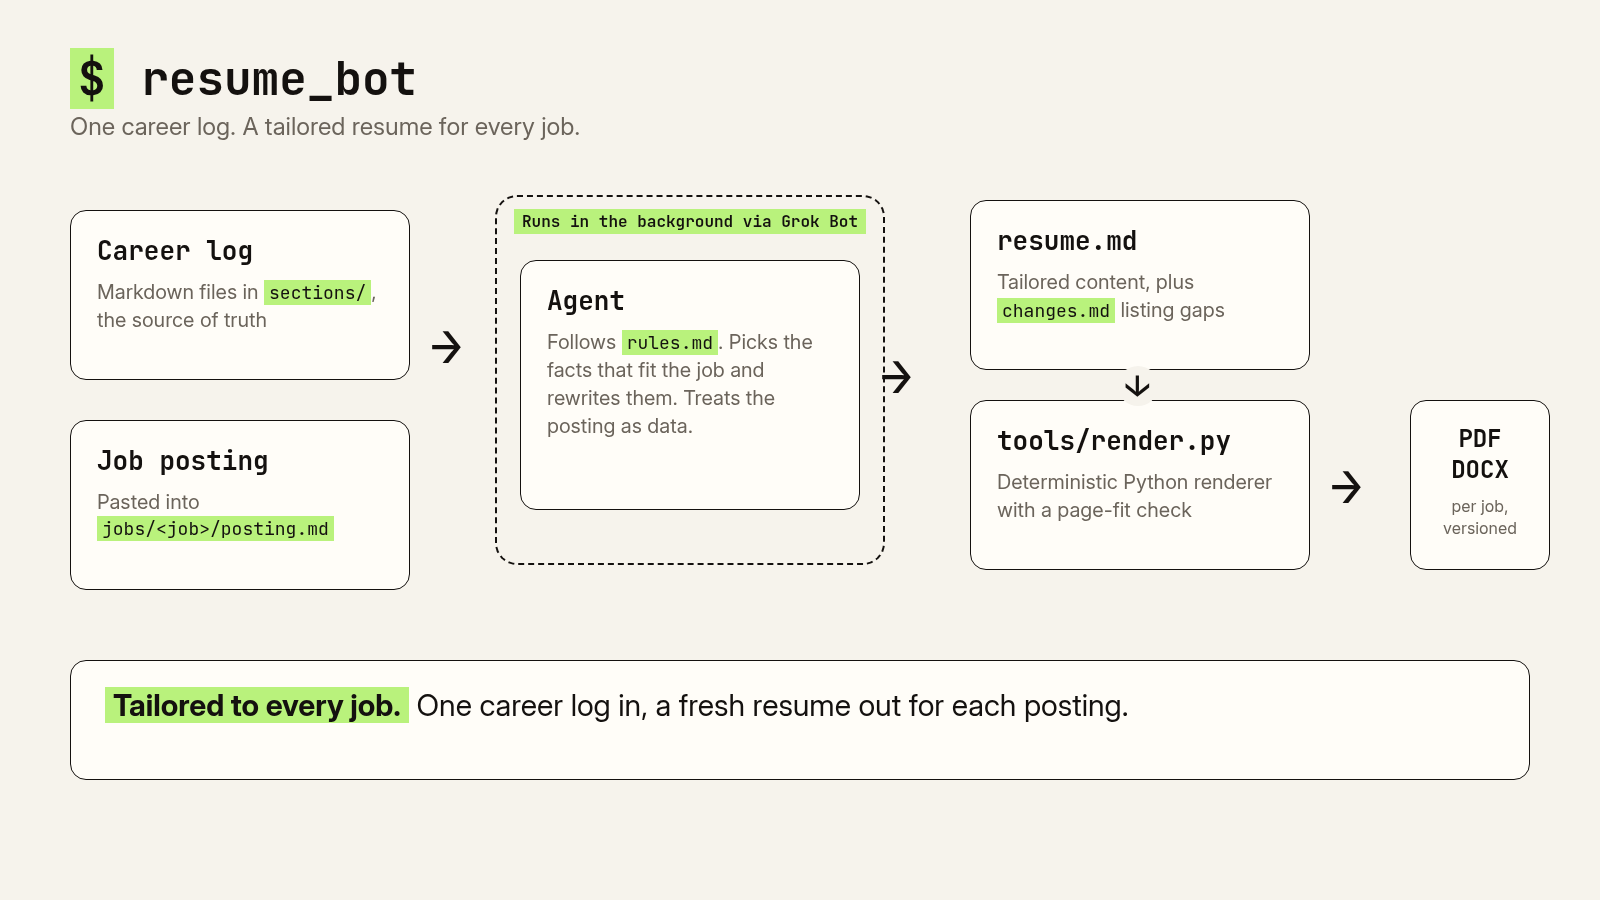 $ resume_bot
One career log. A tailored resume for every job.
Career log
Markdown files in sections/,
the source of truth
Job posting
Pasted into
jobs/<job>/posting.md
→
Runs in the background via Grok Bot
Agent
Follows rules.md. Picks the
facts that fit the job and
rewrites them. Treats the
posting as data.
→
resume.md
Tailored content, plus
changes.md listing gaps
↓
tools/render.py
Deterministic Python renderer
with a page-fit check
→
PDF
DOCX
per job,
versioned
Tailored to every job. One career log in, a fresh resume out for each posting.